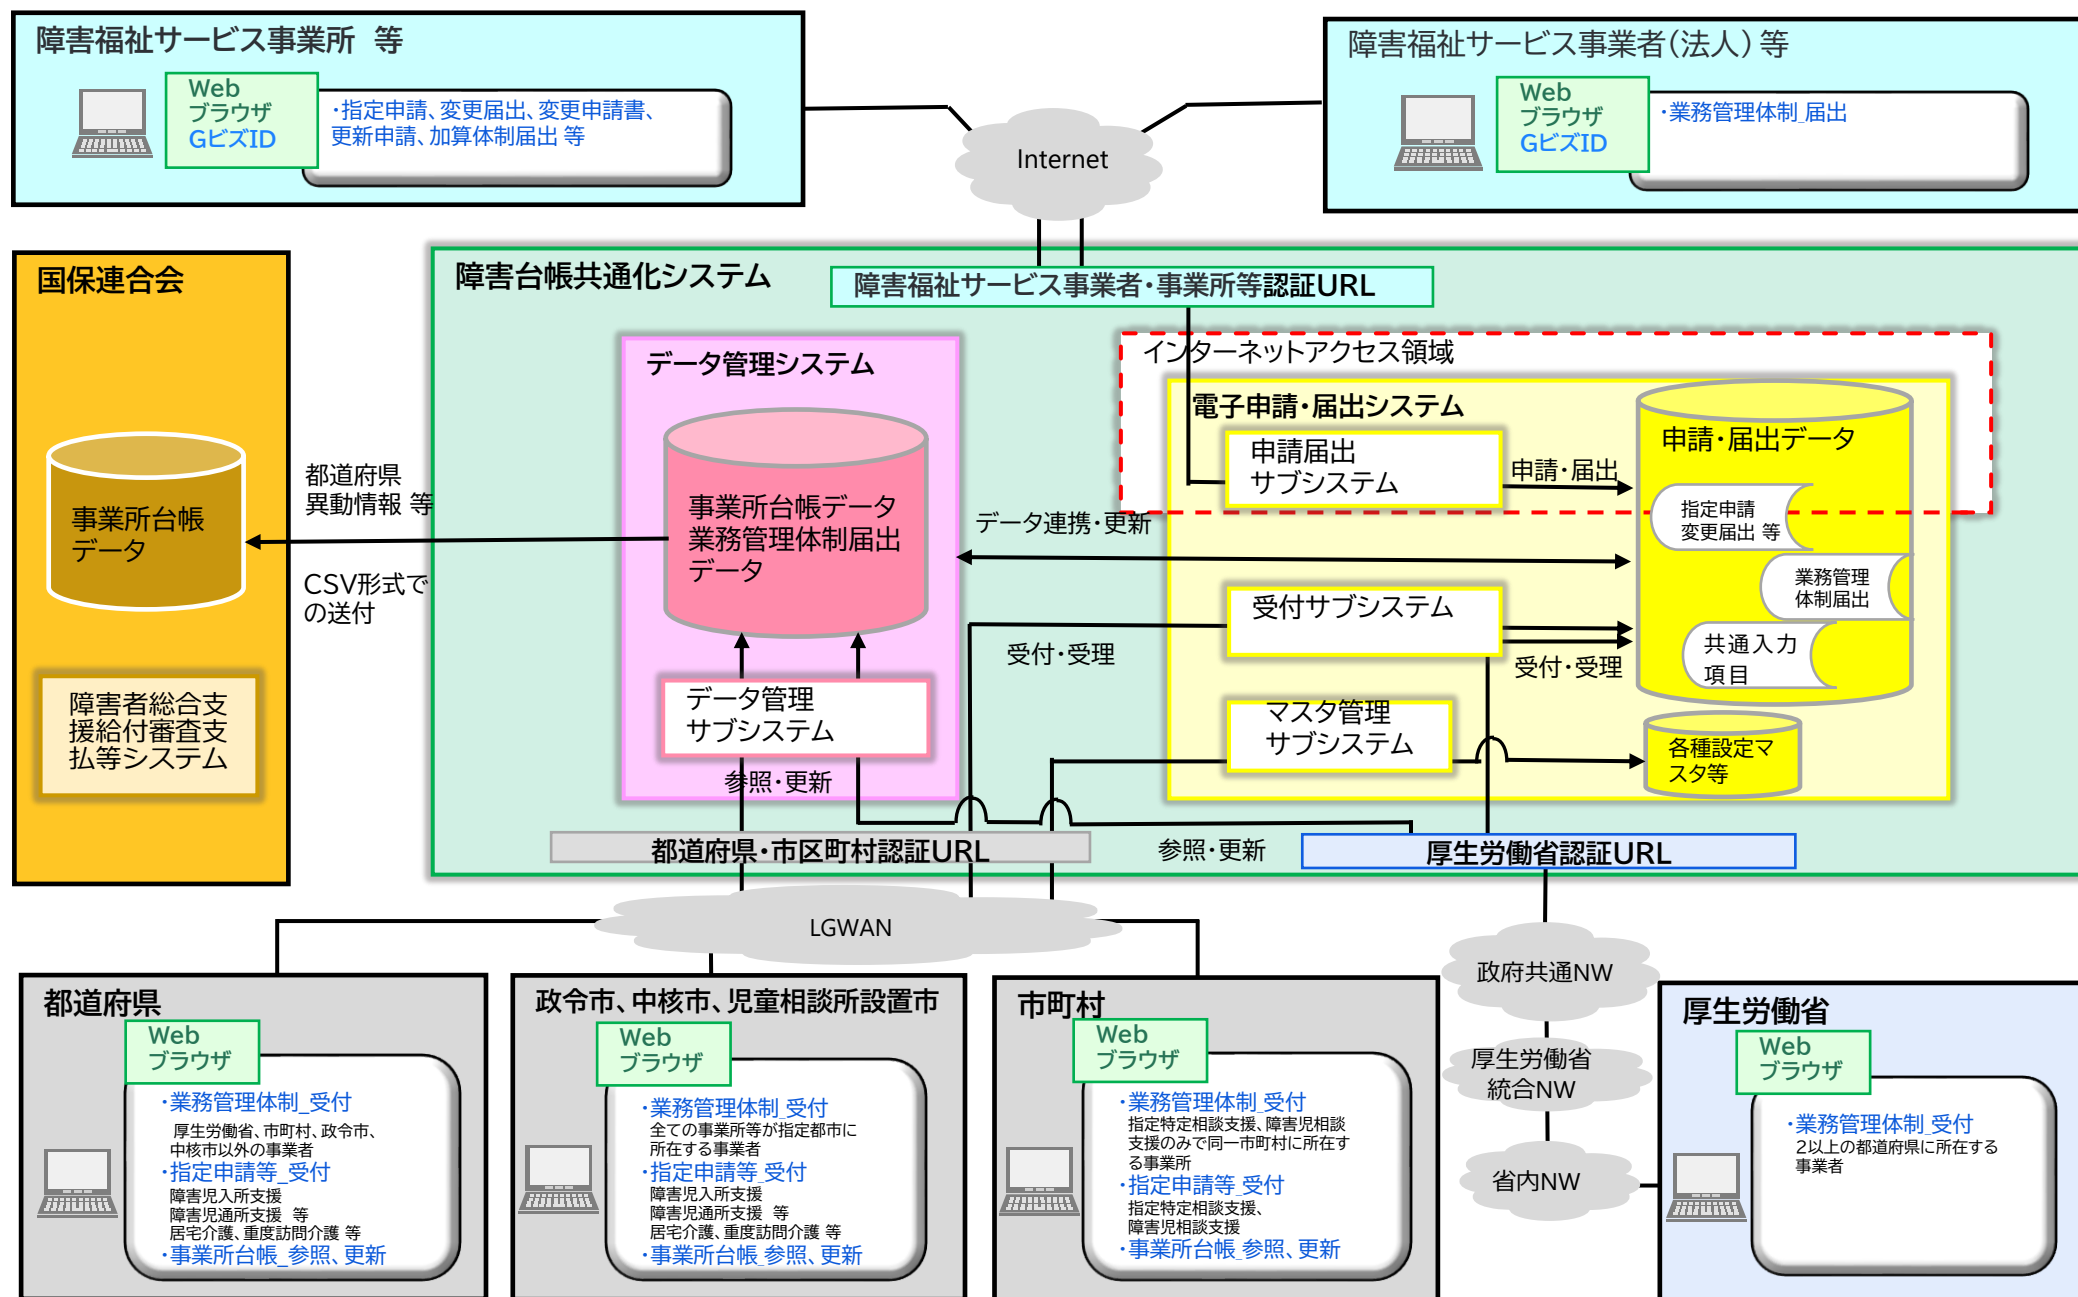 障害福祉サービス事業所 等
Web
ブラウザ
GビズID
・指定申請、変更届出、変更申請書、
更新申請、加算体制届出 等
Internet
障害福祉サービス事業者(法人) 等
Web
ブラウザ
GビズID
・業務管理体制_届出
国保連合会
事業所台帳
データ
障害者総合支
援給付審査支
払等システム
都道府県
異動情報 等
CSV形式で
の送付
障害台帳共通化システム
障害福祉サービス事業者・事業所等認証URL
データ管理システム
事業所台帳データ
業務管理体制届出
データ
データ管理
サブシステム
参照・更新
インターネットアクセス領域
電子申請・届出システム
申請届出
サブシステム
申請・届出
申請・届出データ
指定申請
変更届出 等
業務管理
体制届出
共通入力
項目
データ連携・更新
受付サブシステム
受付・受理
受付・受理
マスタ管理
サブシステム
各種設定マ
スタ等
都道府県・市区町村認証URL
参照・更新
厚生労働省認証URL
LGWAN
政府共通NW
厚生労働省
統合NW
省内NW
都道府県
Web
ブラウザ
・業務管理体制_受付
厚生労働省、市町村、政令市、
中核市以外の事業者
・指定申請等_受付
障害児入所支援
障害児通所支援 等
居宅介護、重度訪問介護 等
・事業所台帳_参照、更新
政令市、中核市、児童相談所設置市
Web
ブラウザ
・業務管理体制_受付
全ての事業所等が指定都市に
所在する事業者
・指定申請等_受付
障害児入所支援
障害児通所支援 等
居宅介護、重度訪問介護 等
・事業所台帳_参照、更新
市町村
Web
ブラウザ
・業務管理体制_受付
指定特定相談支援、障害児相談
支援のみで同一市町村に所在す
る事業所
・指定申請等_受付
指定特定相談支援、
障害児相談支援
・事業所台帳_参照、更新
厚生労働省
Web
ブラウザ
・業務管理体制_受付
2以上の都道府県に所在する
事業者